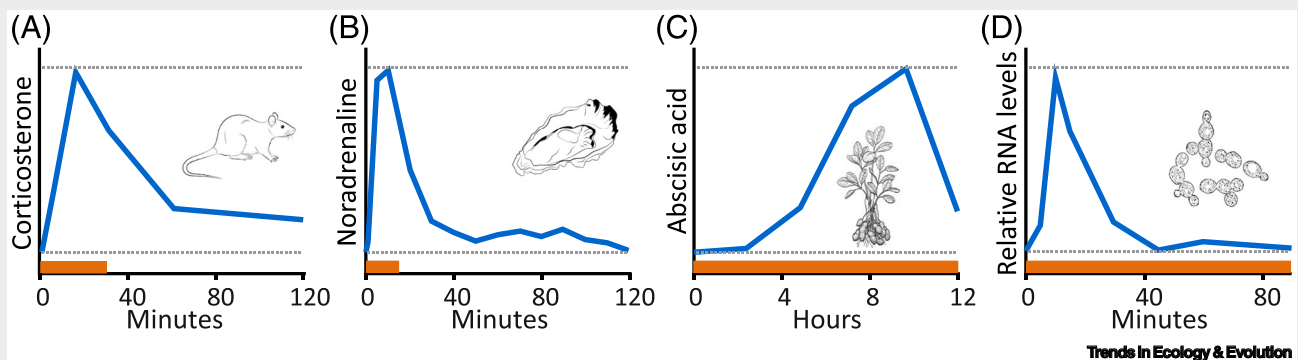 (A)
Corticosterone
0 40 80 120
Minutes
(B)
Noradrenaline
0 40 80 120
Minutes
(C)
Abscisic acid
0 4 8 12
Hours
(D)
Relative RNA levels
0 40 80
Minutes
Trends in Ecology & Evolution